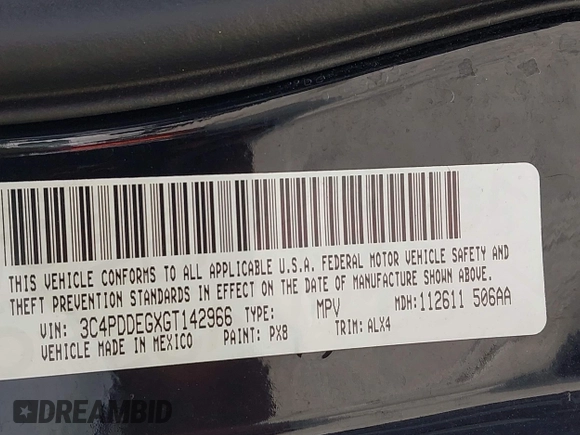 THIS VEHICLE CONFORMS TO ALL APPLICABLE U.S.A. FEDERAL MOTOR VEHICLE SAFETY AND
THEFT PREVENTION STANDARDS IN EFFECT ON THE DATE OF MANUFACTURE SHOWN ABOVE.
VIN: 3C4PDDEGXGT142966 TYPE: MPV MDH: 112611 506AA
VEHICLE MADE IN MEXICO PAINT: PX8 TRIM: ALX4
DREAMBID